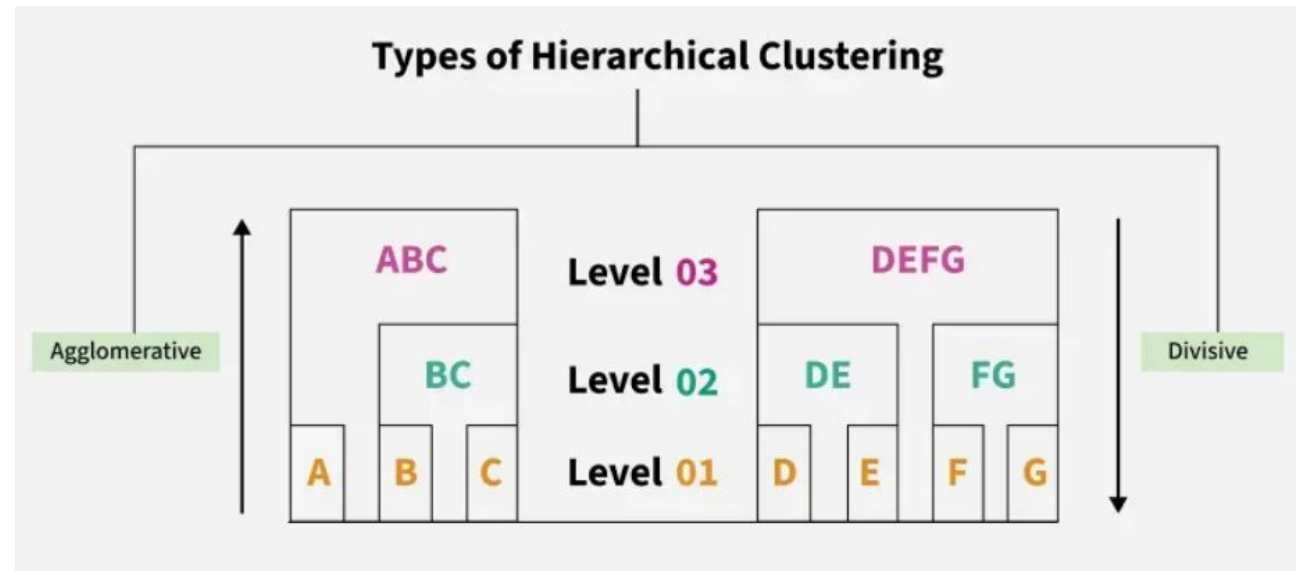 Types of Hierarchical Clustering
ABC
Level 03
DEFG
Agglomerative
Divisive
BC
Level 02
DE
FG
A
B
C
Level 01
D
E
F
G